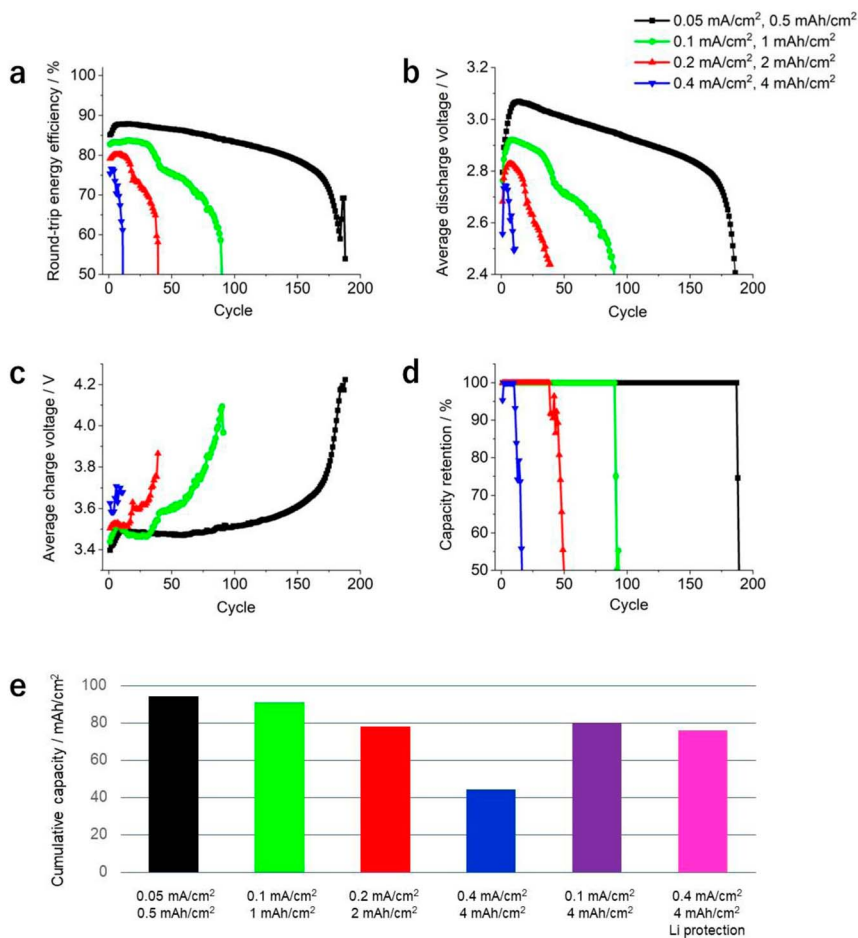 0.05 mA/cm², 0.5 mAh/cm²
0.1 mA/cm², 1 mAh/cm²
0.2 mA/cm², 2 mAh/cm²
0.4 mA/cm², 4 mAh/cm²
a
Round-trip energy efficiency / %
100
95
90
85
80
75
70
65
60
55
50
0
50
100
150
200
Cycle
b
Average discharge voltage / V
3.2
3.0
2.8
2.6
2.4
0
50
100
150
200
Cycle
c
Average charge voltage / V
4.2
4.0
3.8
3.6
3.4
0
50
100
150
200
Cycle
d
Capacity retention / %
100
90
80
70
60
50
0
50
100
150
200
Cycle
e
Cumulative capacity / mAh/cm²
100
80
60
40
20
0
0.05 mA/cm² 0.1 mA/cm² 0.2 mA/cm² 0.4 mA/cm² 0.1 mA/cm² 0.4 mA/cm²
0.5 mAh/cm² 1 mAh/cm² 2 mAh/cm² 4 mAh/cm² 4 mAh/cm² 4 mAh/cm²
Li protection